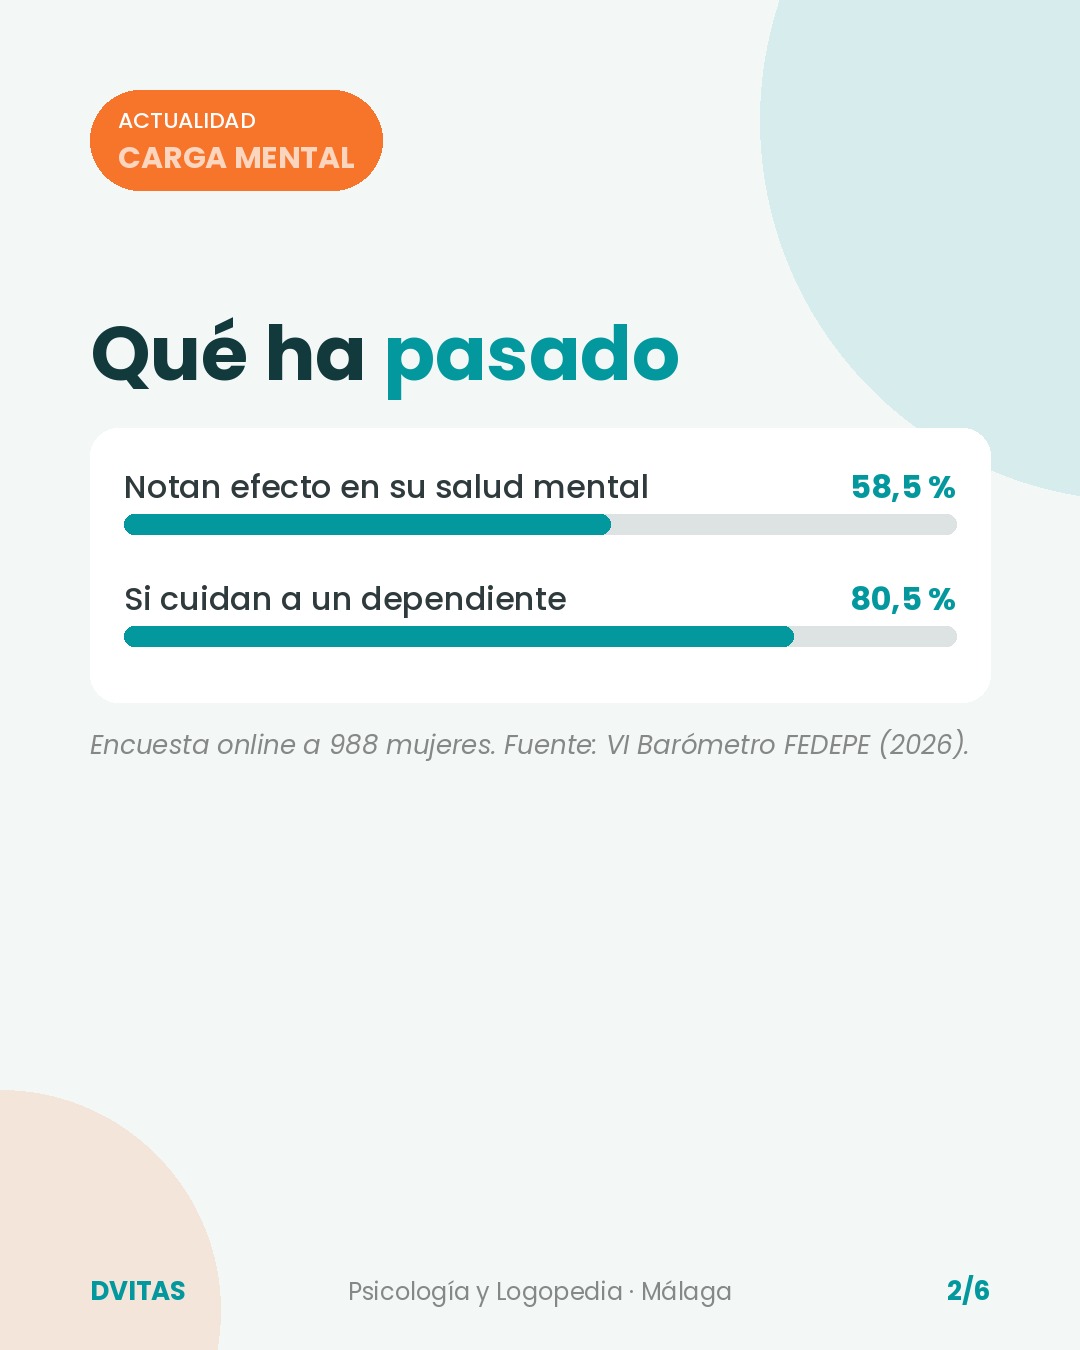 ACTUALIDAD
CARGA MENTAL
Qué ha pasado
Notan efecto en su salud mental 58,5 %
Si cuidan a un dependiente 80,5 %
Encuesta online a 988 mujeres. Fuente: VI Barómetro FEDEPE (2026).
DVITAS Psicología y Logopedia · Málaga 2/6